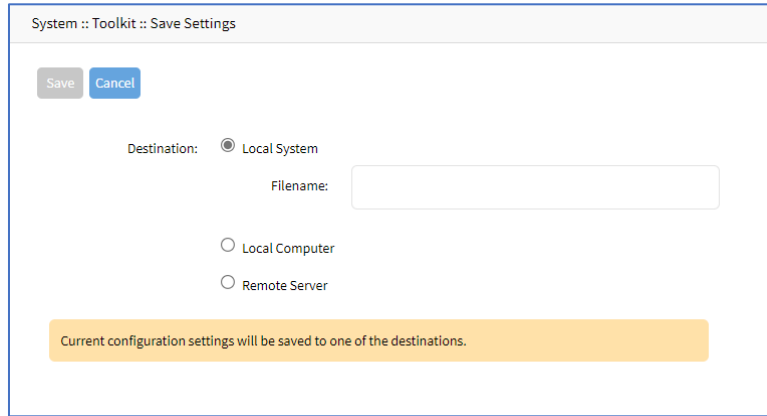 System :: Toolkit :: Save Settings
Save Cancel
Destination: Local System
Filename:
Local Computer
Remote Server
Current configuration settings will be saved to one of the destinations.